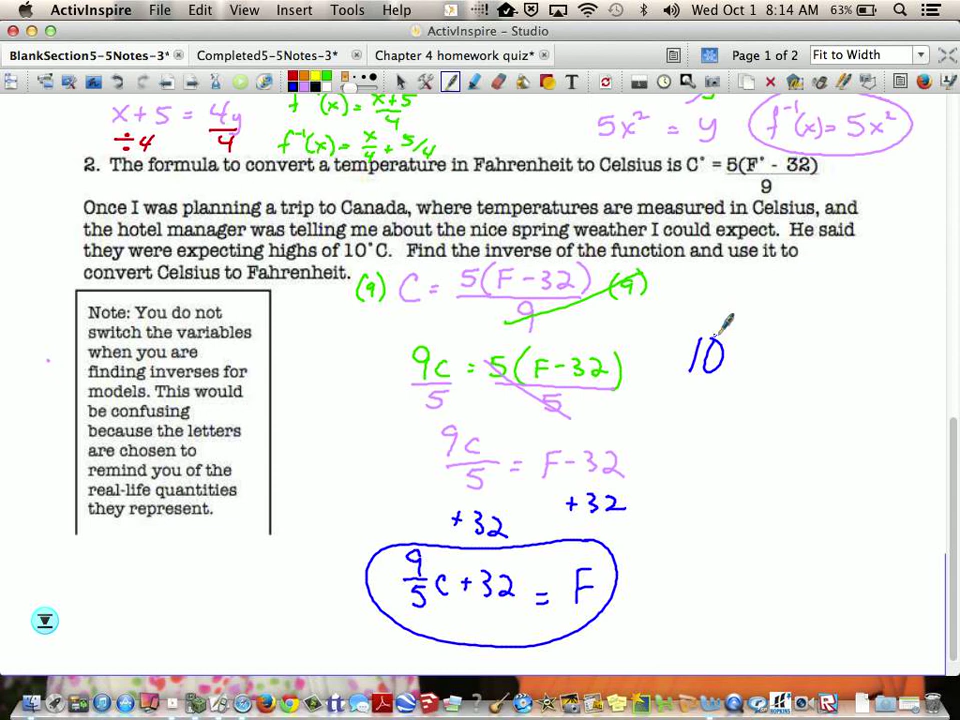 ActivInspire File Edit View Insert Tools Help Wed Oct 1 8:14 AM 63%
ActivInspire - Studio
BlankSection5-5Notes-3* Completed5-5Notes-3* Chapter 4 homework quiz* Page 1 of 2 Fit to Width
x + 5 = 4y
÷4 4
f⁻¹(x) = x+5/4
f⁻¹(x) = x/4 + 5/4
5x² = y
f⁻¹(x) = 5x²
2. The formula to convert a temperature in Fahrenheit to Celsius is C° = 5(F° - 32)
9
Once I was planning a trip to Canada, where temperatures are measured in Celsius, and
the hotel manager was telling me about the nice spring weather I could expect. He said
they were expecting highs of 10°C. Find the inverse of the function and use it to
convert Celsius to Fahrenheit.
Note: You do not
switch the variables
when you are
finding inverses for
models. This would
be confusing
because the letters
are chosen to
remind you of the
real-life quantities
they represent.
(9) C = 5(F-32)/9 (9)
9C/5 = 5(F-32)/5
9C/5 = F-32
+32 +32
9/5 C + 32 = F
10